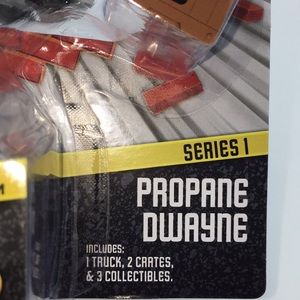 SERIES 1
PROPANE
DWAYNE
INCLUDES:
1 TRUCK, 2 CRATES,
& 3 COLLECTIBLES.